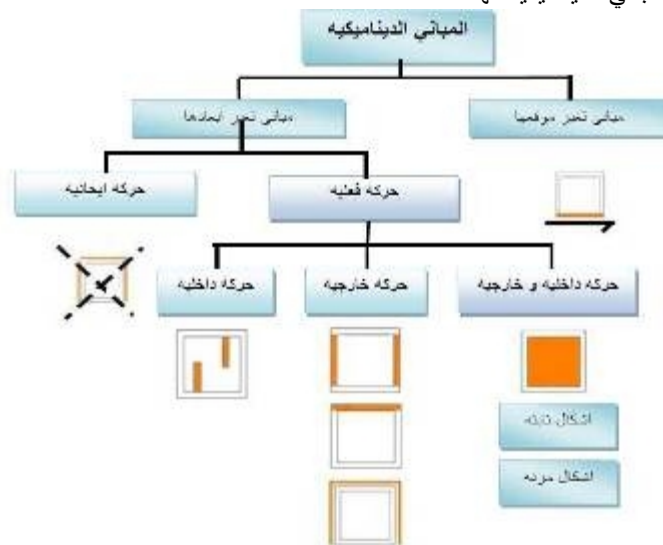 المباني الديناميكيه
مباني تغير موقعها
مباني تغير ابعادها
حركه فعليه
حركه ايحائيه
حركه داخليه و خارجيه
حركه خارجيه
حركه داخليه
اشكال ثابته
اشكال مرنه